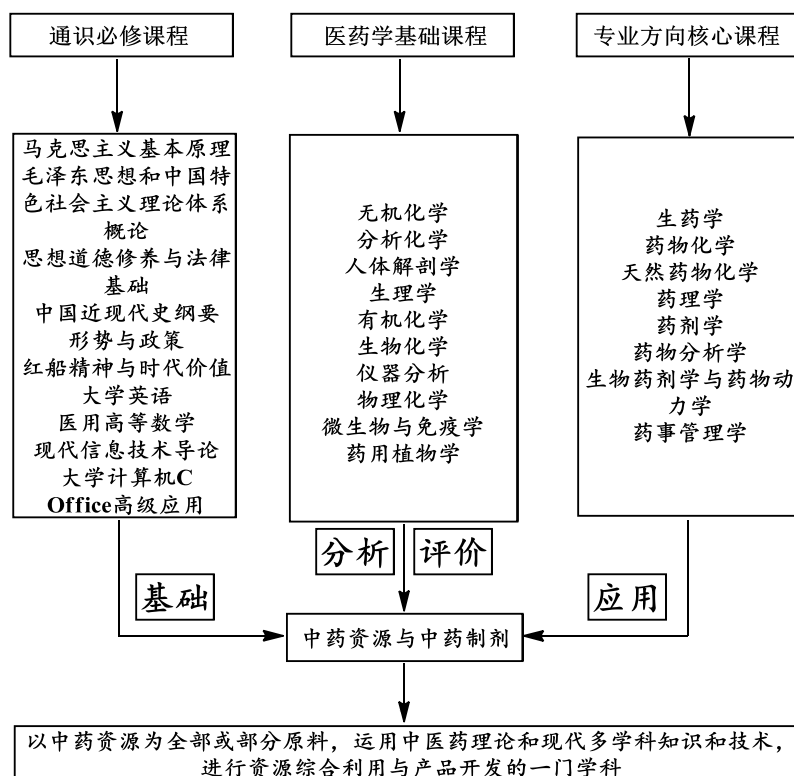 通识必修课程
医药学基础课程
专业方向核心课程
马克思主义基本原理
毛泽东思想和中国特
色社会主义理论体系
概论
思想道德修养与法律
基础
中国近现代史纲要
形势与政策
红船精神与时代价值
大学英语
医用高等数学
现代信息技术导论
大学计算机C
Office高级应用
无机化学
分析化学
人体解剖学
生理学
有机化学
生物化学
仪器分析
物理化学
微生物与免疫学
药用植物学
生药学
药物化学
天然药物化学
药理学
药剂学
药物分析学
生物药剂学与药物动
力学
药事管理学
基础
分析
评价
应用
中药资源与中药制剂
以中药资源为全部或部分原料，运用中医药理论和现代多学科知识和技术，
进行资源综合利用与产品开发的一门学科